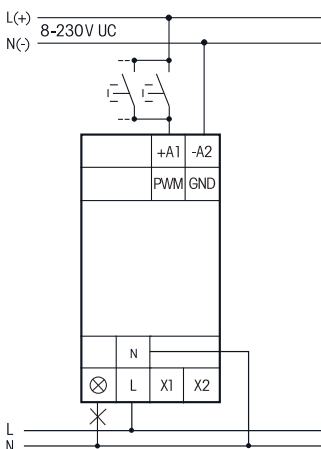 L(+)
8-230V UC
N(-)
+A1 -A2
PWM GND
N
L X1 X2
L
N